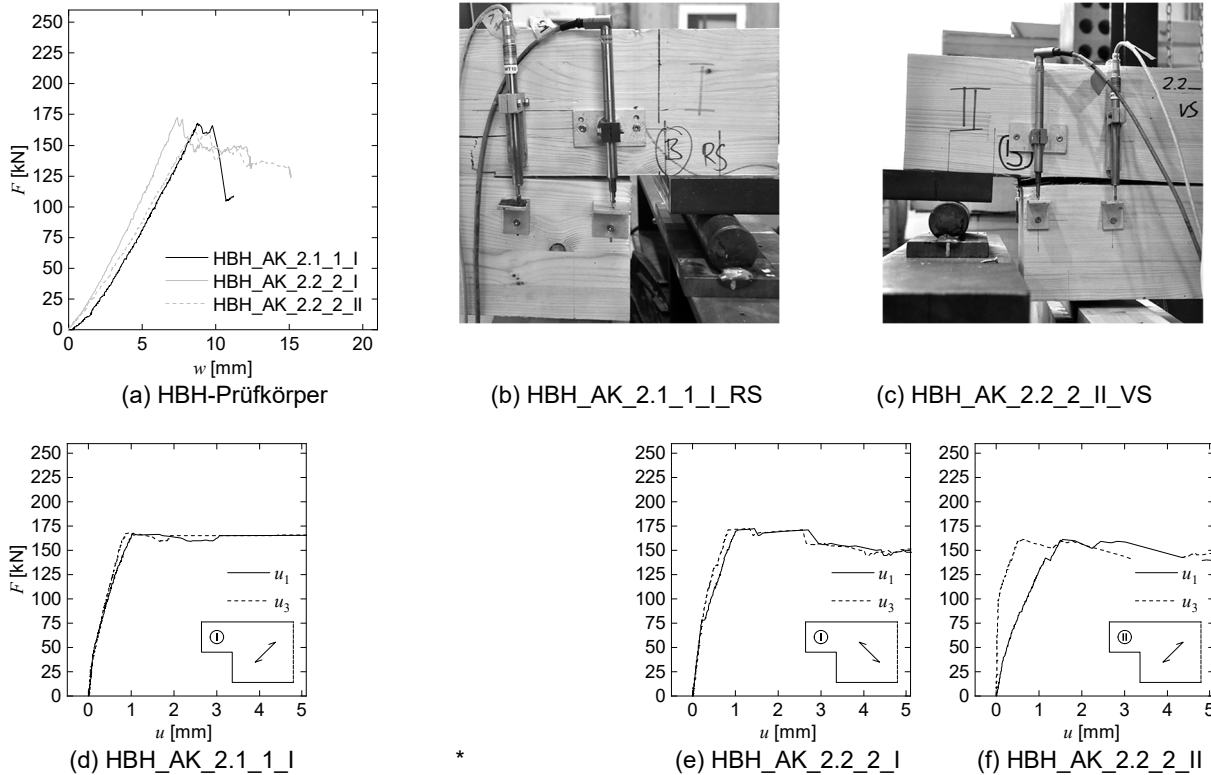 250
225
200
175
150
125
100
75
50
25
0
F [kN]
0 5 10 15 20
w [mm]
HBH_AK_2.1_1_I
HBH_AK_2.2_2_I
HBH_AK_2.2_2_II
(a) HBH-Prüfkörper
I
B RS
(b) HBH_AK_2.1_1_I_RS
II
2.2_
VS
(c) HBH_AK_2.2_2_II_VS
250
225
200
175
150
125
100
75
50
25
0
F [kN]
u1
u3
I
0 1 2 3 4 5
u [mm]
(d) HBH_AK_2.1_1_I
*
250
225
200
175
150
125
100
75
50
25
0
u1
u3
I
0 1 2 3 4 5
u [mm]
(e) HBH_AK_2.2_2_I
250
225
200
175
150
125
100
75
50
25
0
u1
u3
II
0 1 2 3 4 5
u [mm]
(f) HBH_AK_2.2_2_II